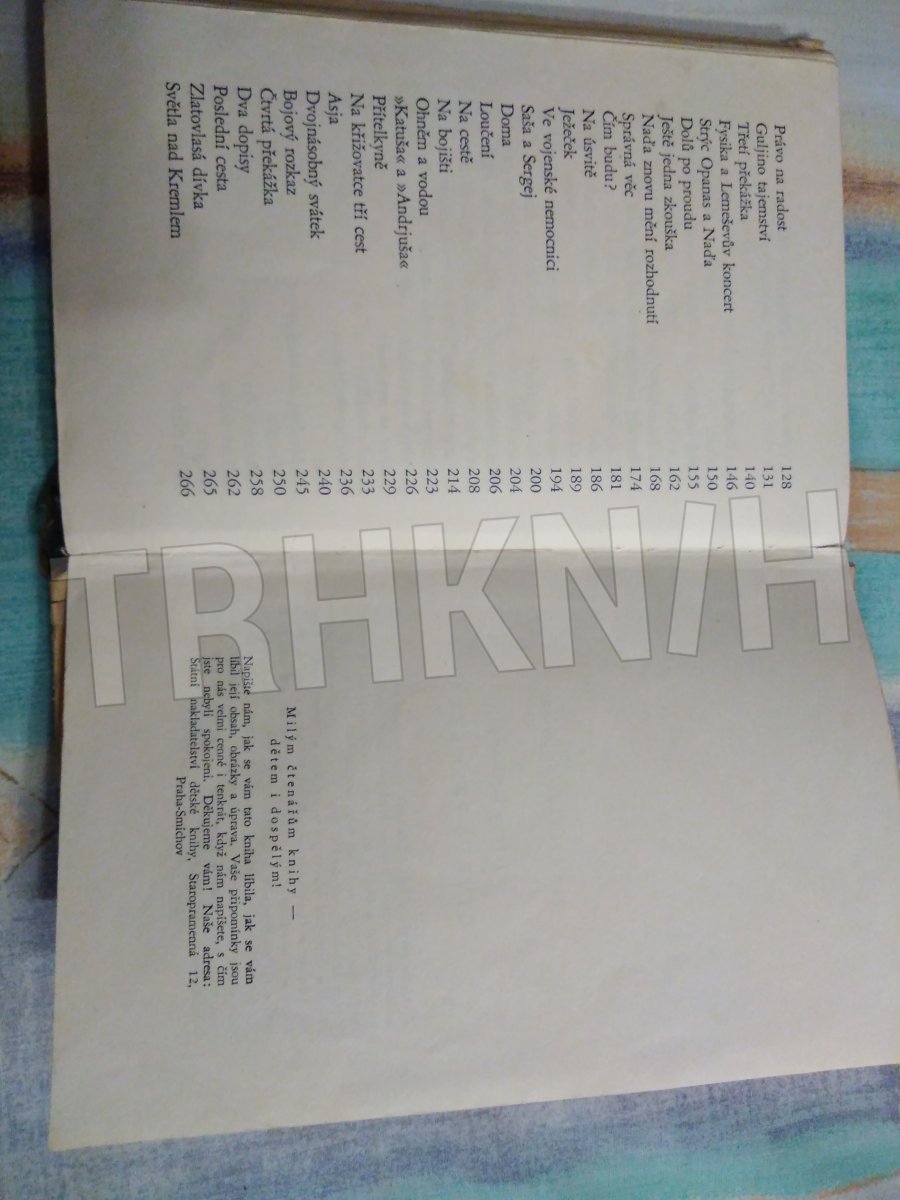 Právo na radost 128
Guljino tajemství 131
Třetí překážka 140
Fysika a Lemeševův koncert 146
Strýc Opanas a Naďa 150
Dolů po proudu 155
Ještě jedna zkouška 162
Naďa znovu mění rozhodnutí 168
Správná věc 174
Čím budu? 181
Na úsvitě 186
Ježeček 189
Ve vojenské nemocnici 194
Saša a Sergej 200
Doma 204
Loučení 206
Na cestě 208
Na bojišti 214
Ohněm a vodou 223
»Katuša« a »Andrjuša« 226
Přítelkyně 229
Na křižovatce tří cest 233
Asja 236
Dvojnásobný svátek 240
Bojový rozkaz 245
Čtvrtá překážka 250
Dva dopisy 258
Poslední cesta 262
Zlatovlasá dívka 265
Světla nad Kremlem 266
Milým čtenářům knihy —
dětem i dospělým!
Napiště nám, jak se vám tato kniha líbila, jak se vám
líbil její obsah, obrázky a úprava. Vaše připomínky jsou
pro nás velmi cenné i tenkrát, když nám napíšete, s čím
jste nebyli spokojeni. Děkujeme vám! Naše adresa:
Státní nakladatelství dětské knihy, Staropramenná 12,
Praha-Smíchov
TRHKNIH